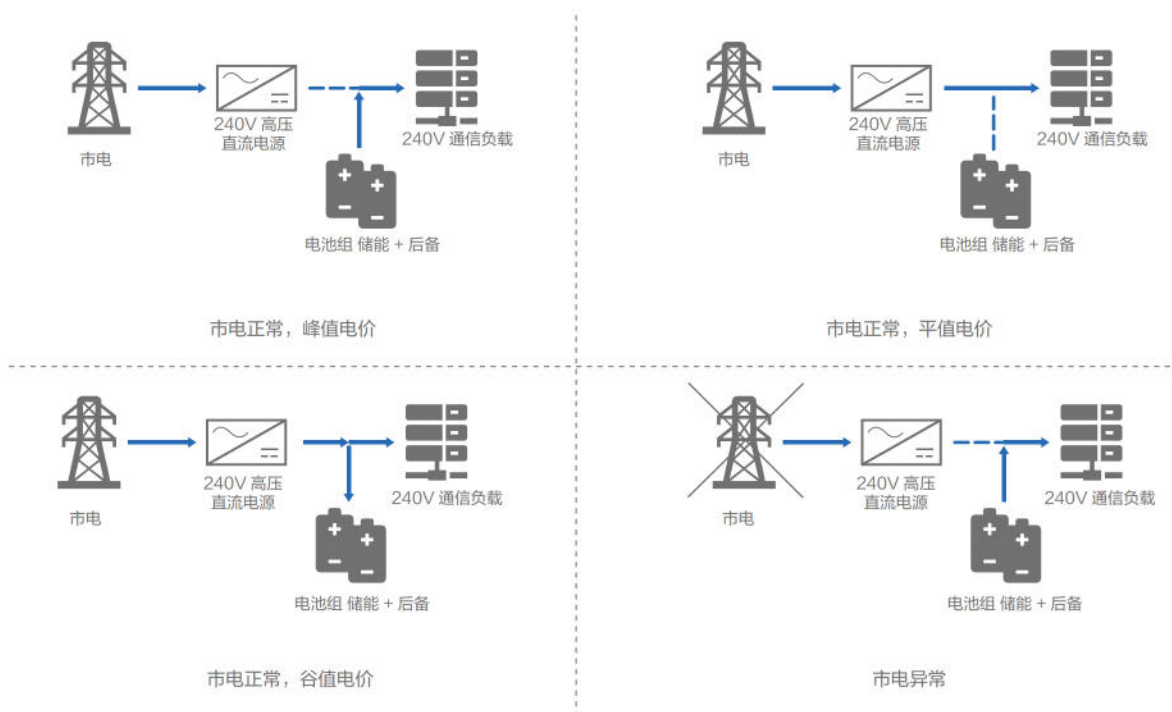 市电
240V 高压
直流电源
240V 通信负载
电池组 储能 + 后备
市电正常，峰值电价
市电
240V 高压
直流电源
240V 通信负载
电池组 储能 + 后备
市电正常，平值电价
市电
240V 高压
直流电源
240V 通信负载
电池组 储能 + 后备
市电正常，谷值电价
市电
240V 高压
直流电源
240V 通信负载
电池组 储能 + 后备
市电异常